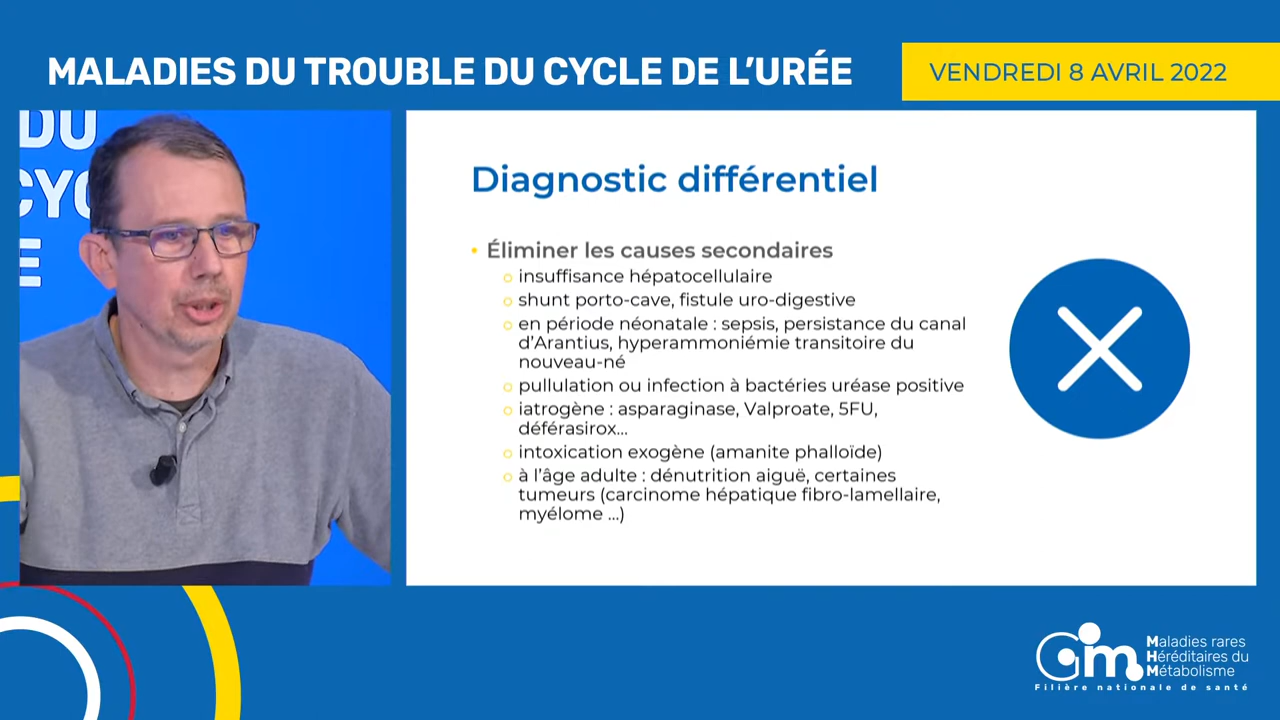 MALADIES DU TROUBLE DU CYCLE DE L'URÉE
VENDREDI 8 AVRIL 2022
DU
CYC
E
Diagnostic différentiel
• Éliminer les causes secondaires
o insuffisance hépatocellulaire
o shunt porto-cave, fistule uro-digestive
o en période néonatale : sepsis, persistance du canal
d'Arantius, hyperammoniémie transitoire du
nouveau-né
o pullulation ou infection à bactéries uréase positive
o iatrogène : asparaginase, Valproate, 5FU,
déférasirox...
o intoxication exogène (amanite phalloïde)
o à l'âge adulte : dénutrition aiguë, certaines
tumeurs (carcinome hépatique fibro-lamellaire,
myélome ...)
Maladies rares
Héréditaires du
Métabolisme
Filière nationale de santé